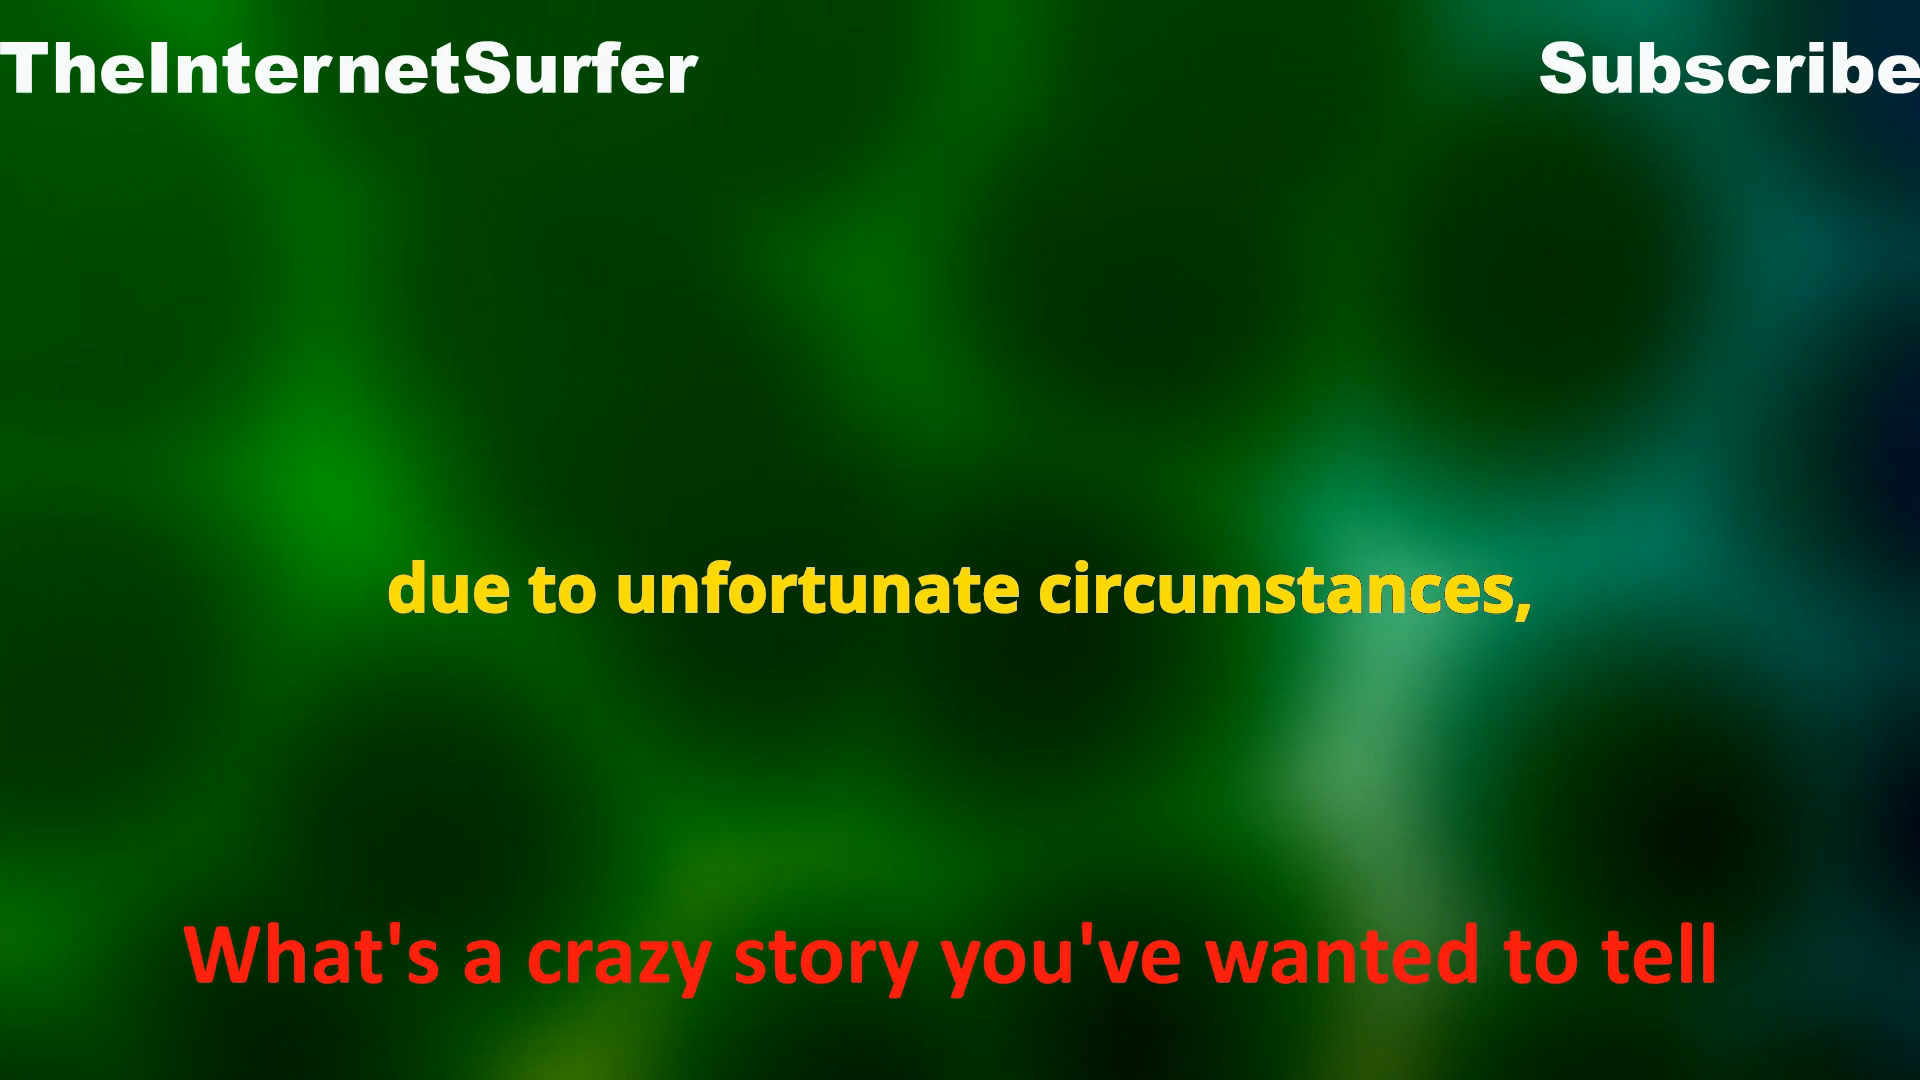 TheInternetSurfer Subscribe
due to unfortunate circumstances,
What's a crazy story you've wanted to tell